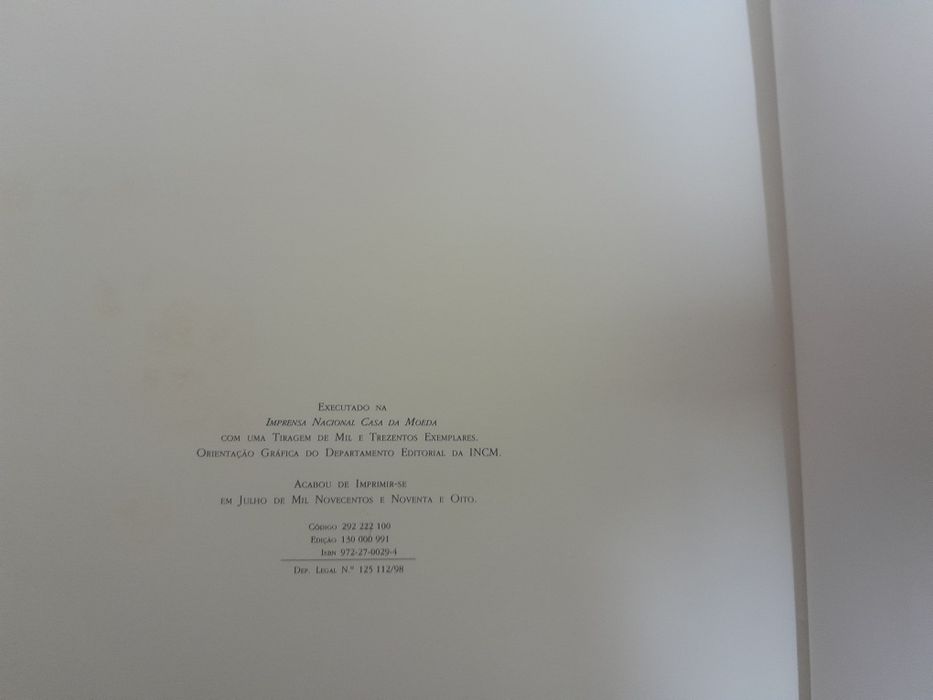 Executado na
Imprensa Nacional Casa da Moeda
com uma Tiragem de Mil e Trezentos Exemplares.
Orientação Gráfica do Departamento Editorial da INCM.
Acabou de Imprimir-se
em Julho de Mil Novecentos e Noventa e Oito.
Código 292 222 100
Edição 130 000 991
Isbn 972-27-0029-4
Dep. Legal N.º 125 112/98